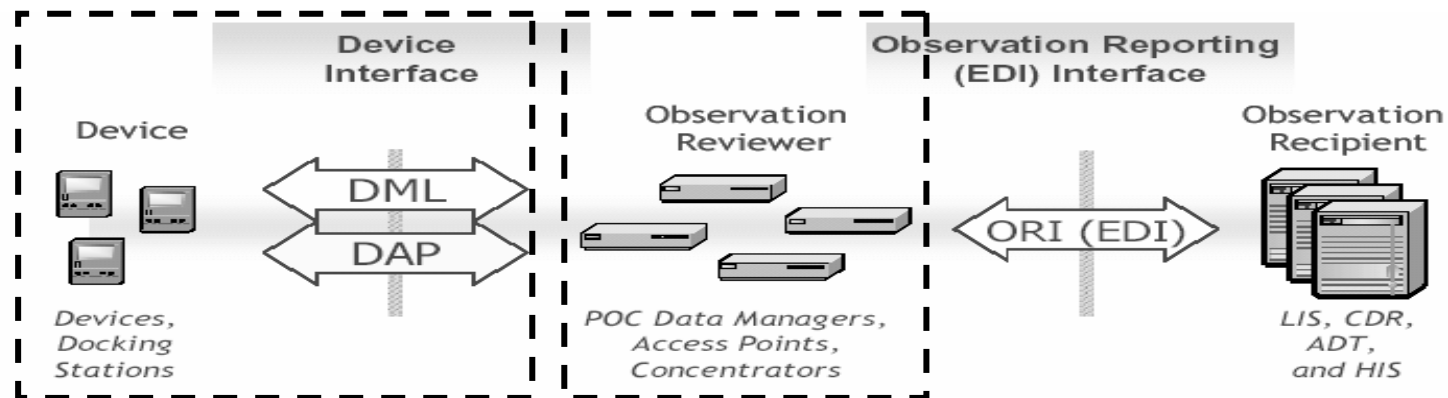 Device
Interface
Observation Reporting
(EDI) Interface
Device
Observation
Reviewer
Observation
Recipient
DML
DAP
ORI (EDI)
Devices,
Docking
Stations
POC Data Managers,
Access Points,
Concentrators
LIS, CDR,
ADT,
and HIS